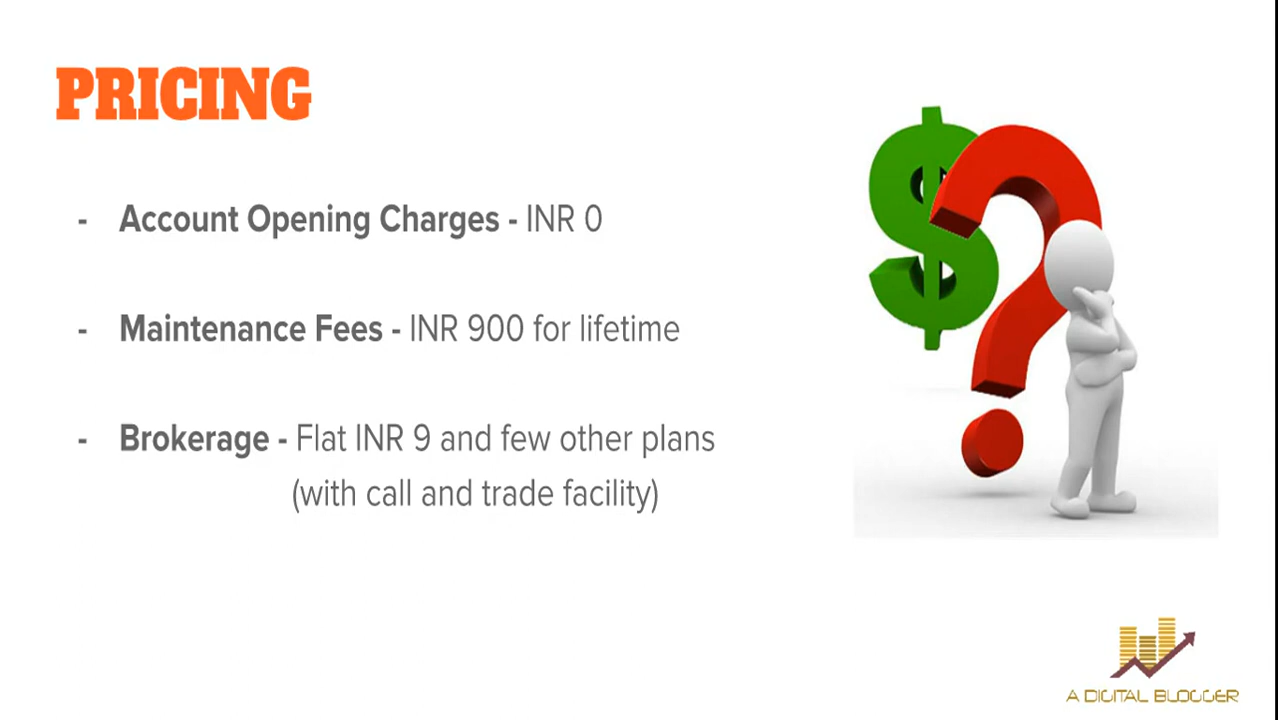 PRICING
- Account Opening Charges - INR 0
- Maintenance Fees - INR 900 for lifetime
- Brokerage - Flat INR 9 and few other plans
(with call and trade facility)
A DIGITAL BLOGGER